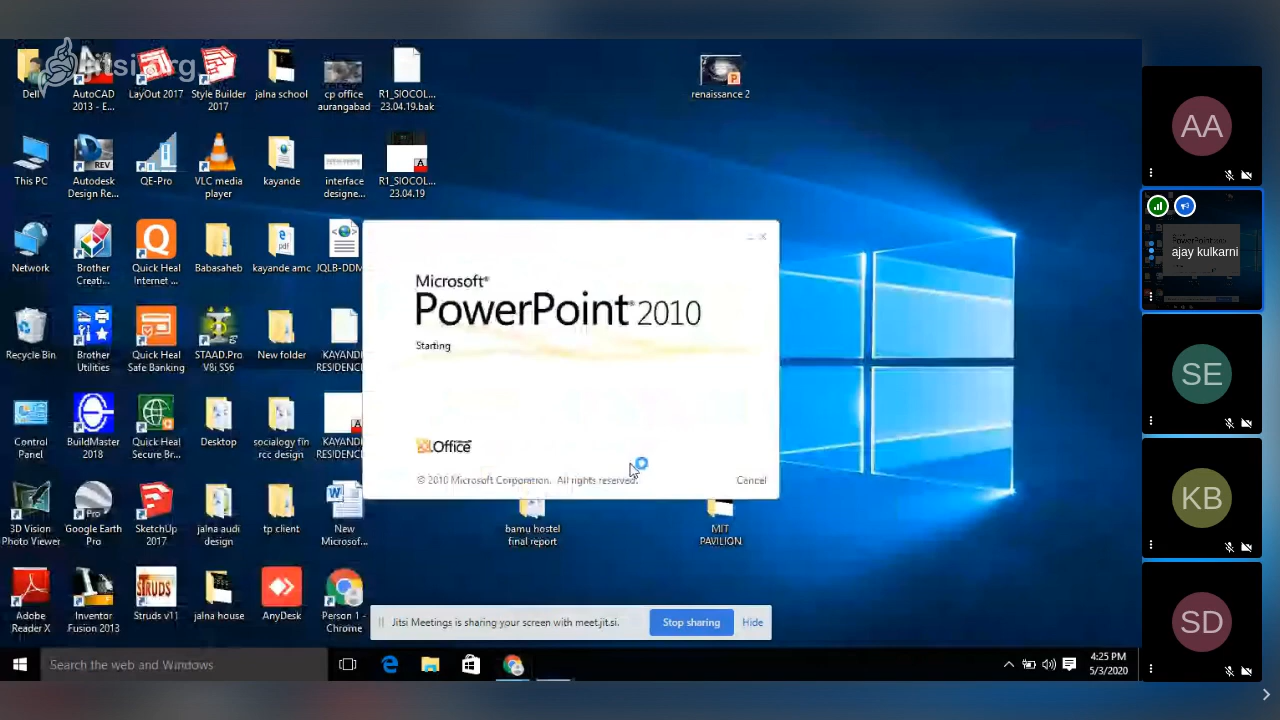 jitsi.org
Dell
AutoCAD
2013 - E...
LayOut 2017
Style Builder
2017
jalna school
cp office
aurangabad
R1_SIOCOL...
23.04.19.bak
renaissance 2
This PC
Autodesk
Design Re...
QE-Pro
VLC media
player
kayande
interface
designe...
R1_SIOCOL...
23.04.19
Network
Brother
Creati...
Quick Heal
Internet ...
Babasaheb
kayande amc
JQLB-DDM
Recycle Bin
Brother
Utilities
Quick Heal
Safe Banking
STAAD.Pro
V8i SS6
New folder
KAYANDE
RESIDENCE
Control
Panel
BuildMaster
2018
Quick Heal
Secure Br...
Desktop
socialogy fin
rcc design
KAYANDE
RESIDENCE
3D Vision
Photo Viewer
Google Earth
Pro
SketchUp
2017
jalna audi
design
tp client
New
Microsof...
bamu hostel
final report
MIT
PAVILION
Adobe
Reader X
Inventor
Fusion 2013
STRUDS
Struds v11
jalna house
AnyDesk
Person 1 -
Chrome
Microsoft®
PowerPoint® 2010
Starting
Office
© 2010 Microsoft Corporation. All rights reserved.
Cancel
Jitsi Meetings is sharing your screen with meet.jit.si.
Stop sharing
Hide
Search the web and Windows
4:25 PM
5/3/2020
AA
ajay kulkarni
SE
KB
SD